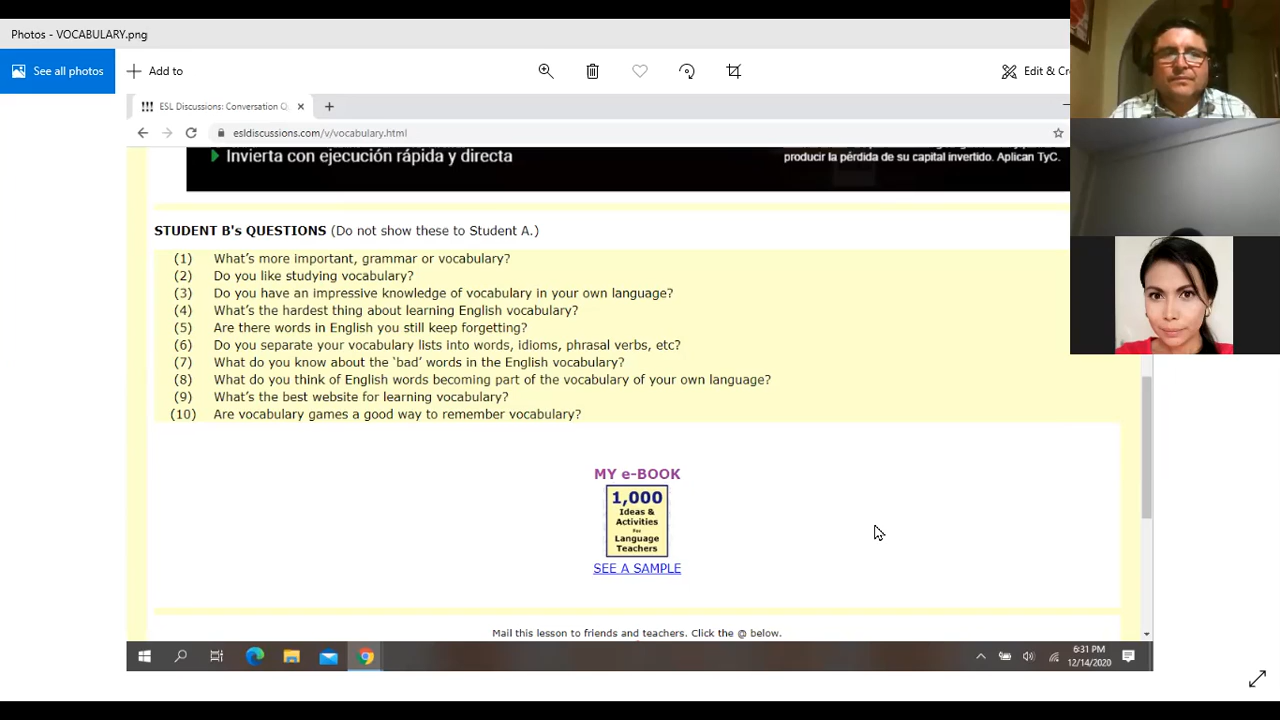 Photos - VOCABULARY.png
See all photos
Add to
Edit & Cr
ESL Discussions: Conversation Q
esldiscussions.com/v/vocabulary.html
Invierta con ejecución rápida y directa
producir la pérdida de su capital invertido. Aplican TyC.
STUDENT B's QUESTIONS (Do not show these to Student A.)
(1) What's more important, grammar or vocabulary?
(2) Do you like studying vocabulary?
(3) Do you have an impressive knowledge of vocabulary in your own language?
(4) What's the hardest thing about learning English vocabulary?
(5) Are there words in English you still keep forgetting?
(6) Do you separate your vocabulary lists into words, idioms, phrasal verbs, etc?
(7) What do you know about the 'bad' words in the English vocabulary?
(8) What do you think of English words becoming part of the vocabulary of your own language?
(9) What's the best website for learning vocabulary?
(10) Are vocabulary games a good way to remember vocabulary?
MY e-BOOK
1,000
Ideas &
Activities
For
Language
Teachers
SEE A SAMPLE
Mail this lesson to friends and teachers. Click the @ below.
6:31 PM
12/14/2020